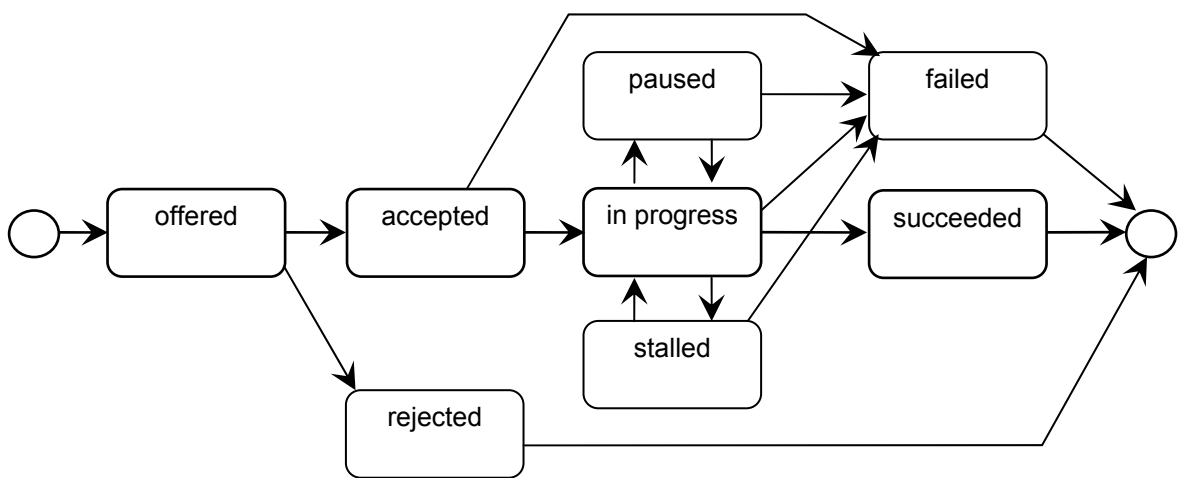 paused
failed
offered
accepted
in progress
succeeded
stalled
rejected